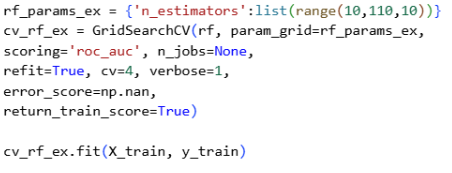 rf_params_ex = {'n_estimators':list(range(10,110,10))}
cv_rf_ex = GridSearchCV(rf, param_grid=rf_params_ex,
scoring='roc_auc', n_jobs=None,
refit=True, cv=4, verbose=1,
error_score=np.nan,
return_train_score=True)
cv_rf_ex.fit(X_train, y_train)